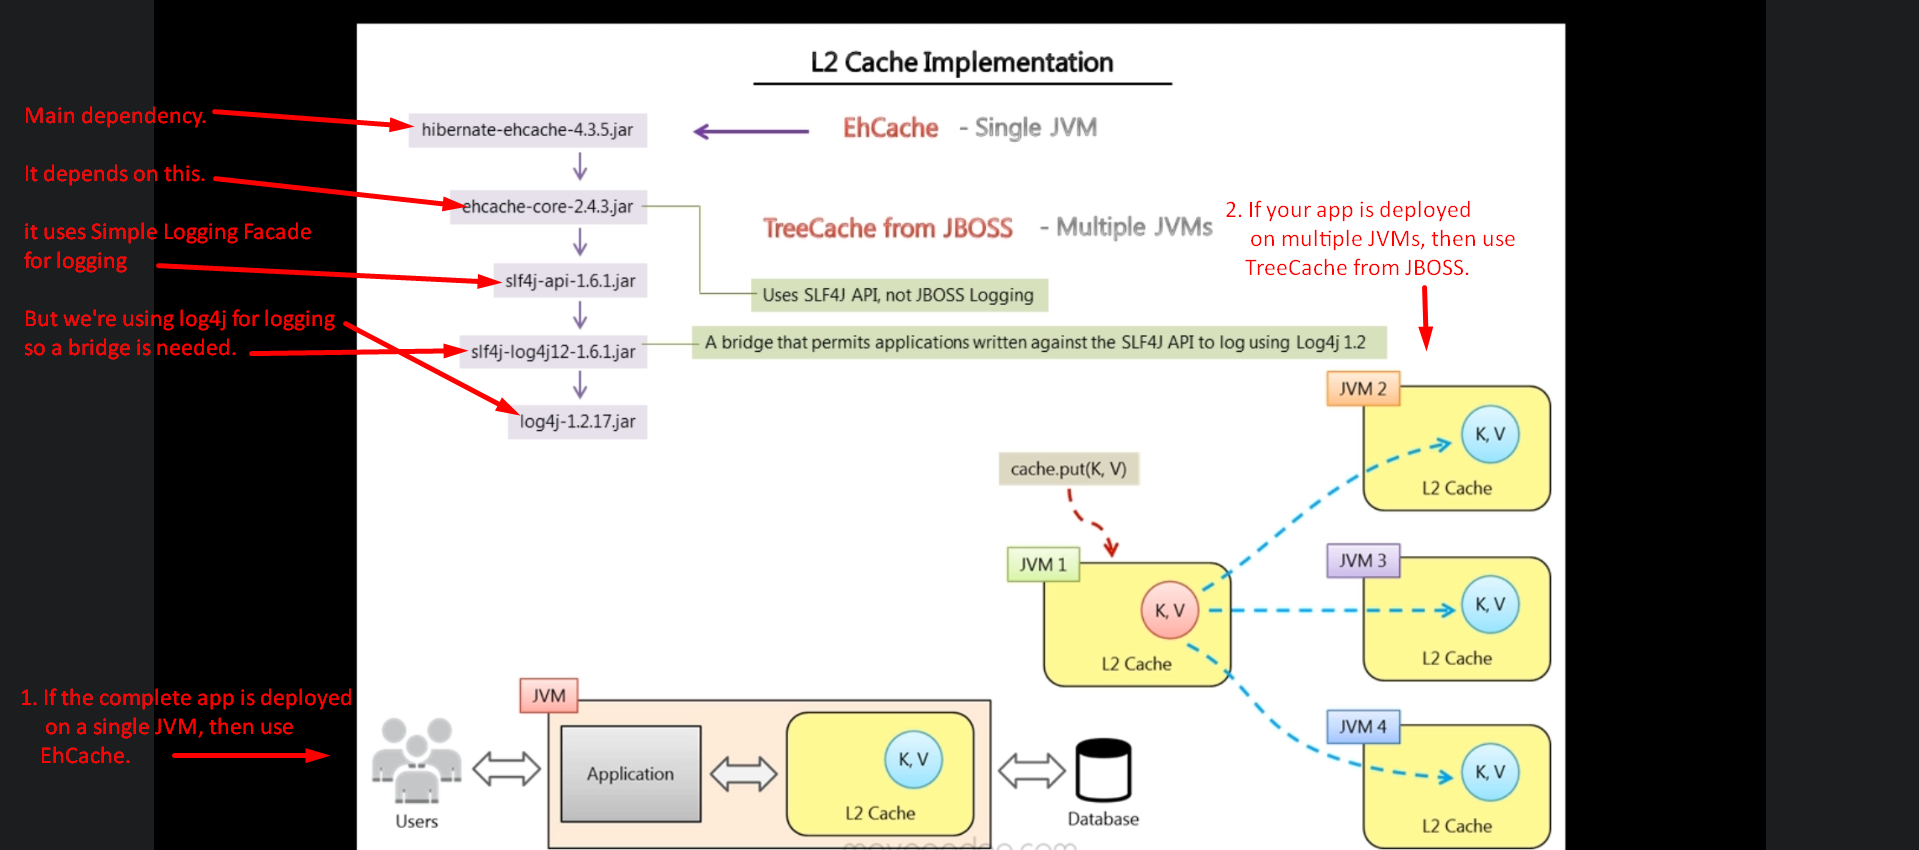 L2 Cache Implementation
Main dependency.
hibernate-ehcache-4.3.5.jar
EhCache - Single JVM
It depends on this.
ehcache-core-2.4.3.jar
TreeCache from JBOSS - Multiple JVMs
2. If your app is deployed
on multiple JVMs, then use
TreeCache from JBOSS.
it uses Simple Logging Facade
for logging
slf4j-api-1.6.1.jar
Uses SLF4J API, not JBOSS Logging
But we're using log4j for logging
so a bridge is needed.
slf4j-log4j12-1.6.1.jar
A bridge that permits applications written against the SLF4J API to log using Log4j 1.2
log4j-1.2.17.jar
JVM 2
K, V
L2 Cache
cache.put(K, V)
JVM 1
K, V
L2 Cache
JVM 3
K, V
L2 Cache
1. If the complete app is deployed
on a single JVM, then use
EhCache.
JVM
Users
Application
K, V
L2 Cache
Database
JVM 4
K, V
L2 Cache